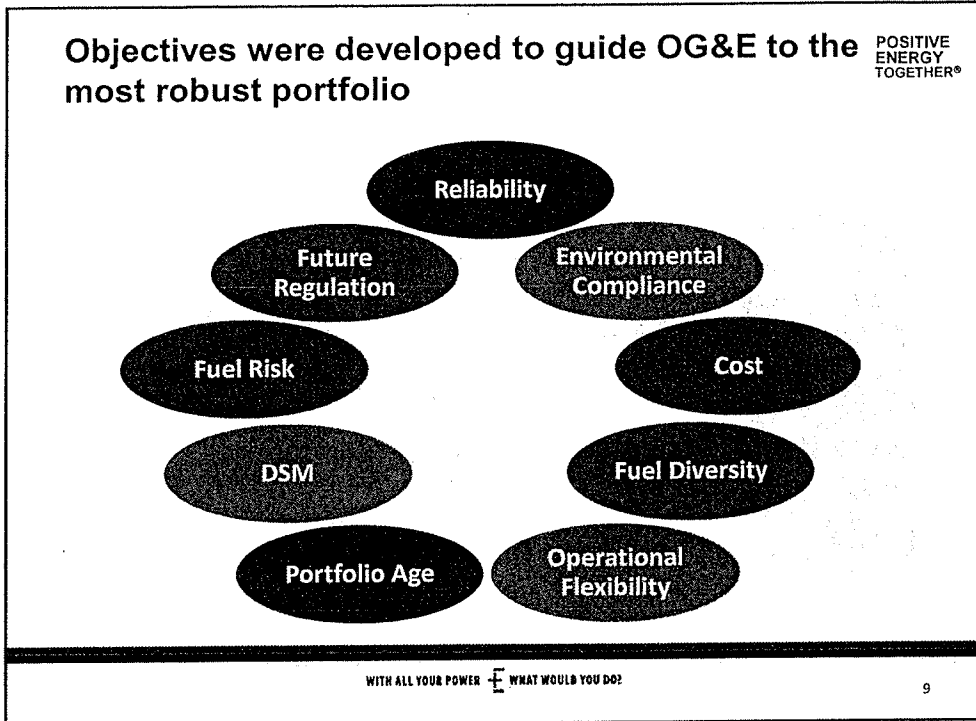 Objectives were developed to guide OG&E to the
most robust portfolio
POSITIVE
ENERGY
TOGETHER®
Reliability
Future
Regulation
Environmental
Compliance
Fuel Risk
Cost
DSM
Fuel Diversity
Portfolio Age
Operational
Flexibility
WITH ALL YOUR POWER WHAT WOULD YOU DO?
9